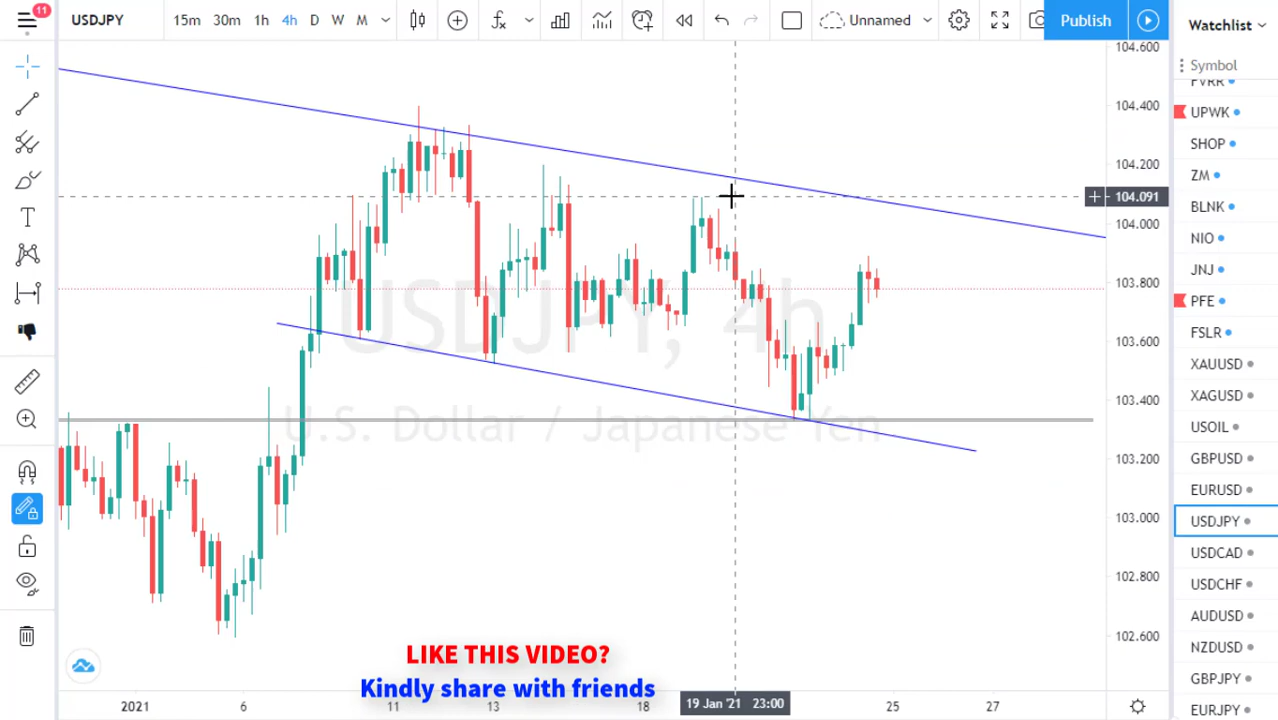 11
USDJPY 15m 30m 1h 4h D W M Unnamed Publish
Watchlist
Symbol
FVRR
UPWK
SHOP
ZM
BLNK
NIO
JNJ
PFE
FSLR
XAUUSD
XAGUSD
USOIL
GBPUSD
EURUSD
USDJPY
USDCAD
USDCHF
AUDUSD
NZDUSD
GBPJPY
EURJPY
104.600
104.400
104.200
104.091
104.000
103.800
103.600
103.400
103.200
103.000
102.800
102.600
USDJPY, 4h
U.S. Dollar / Japanese Yen
LIKE THIS VIDEO?
Kindly share with friends
2021 6 11 13 18 19 Jan '21 23:00 25 27